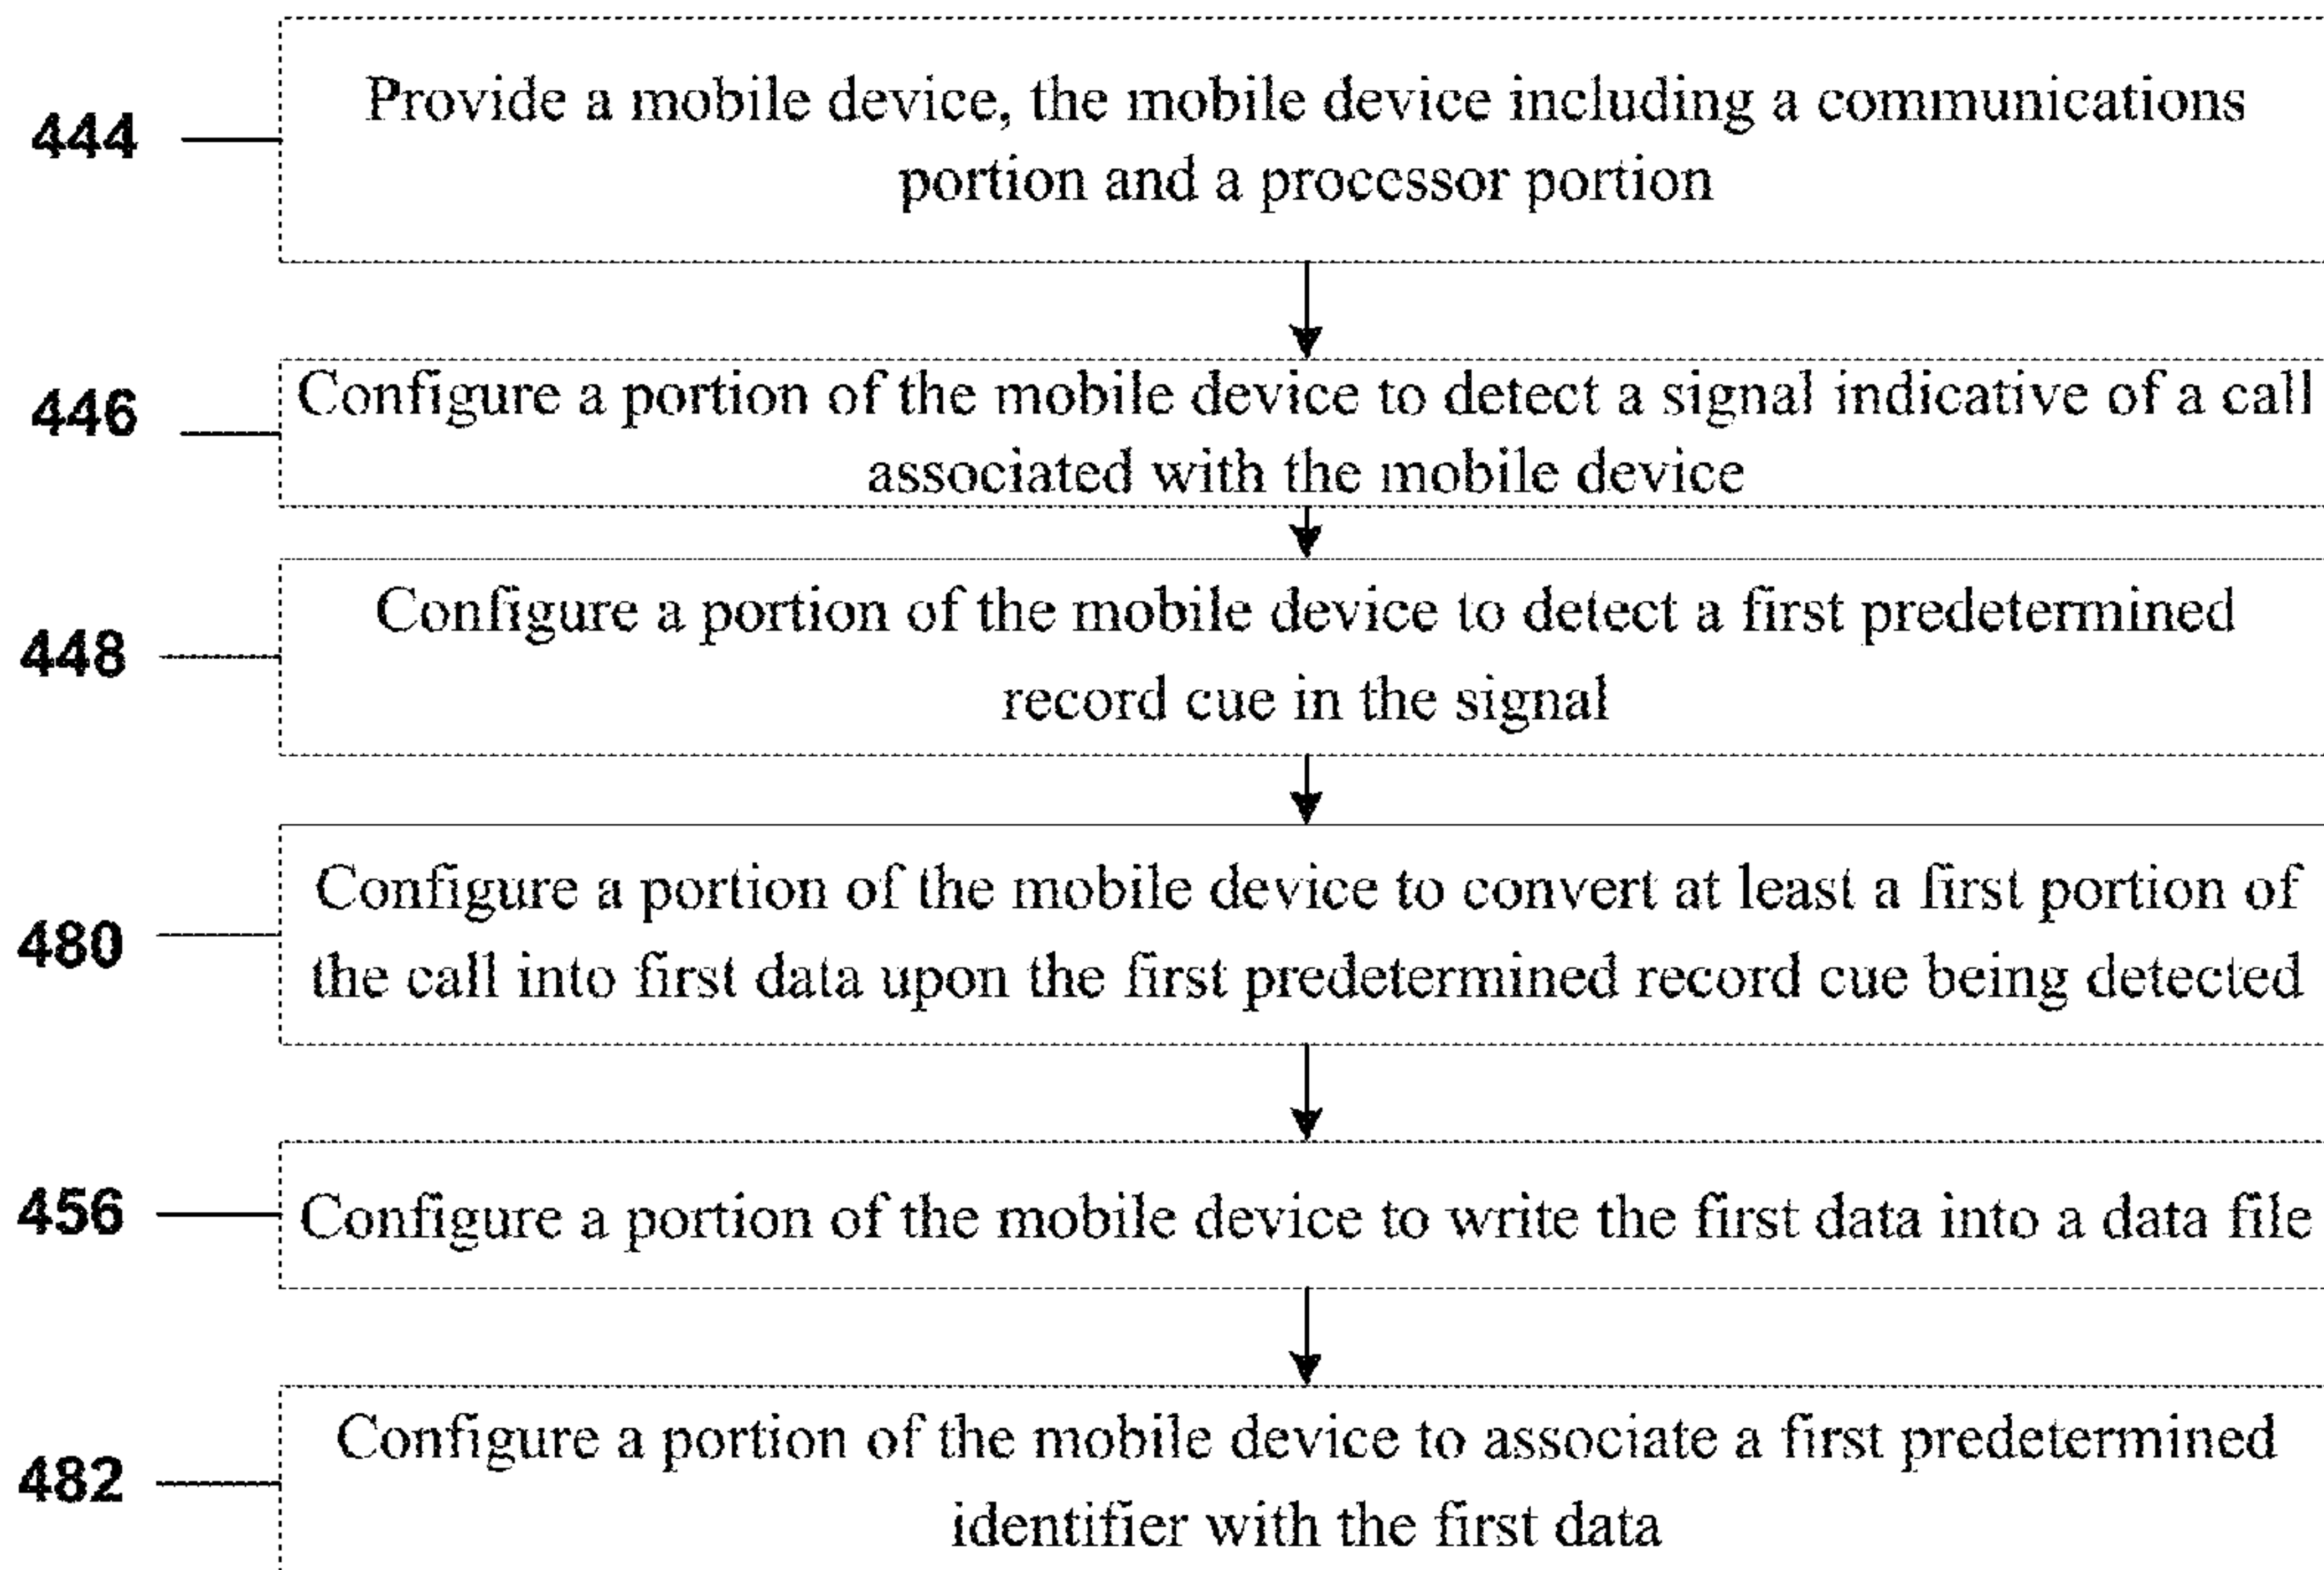 444
Provide a mobile device, the mobile device including a communications
portion and a processor portion
446
Configure a portion of the mobile device to detect a signal indicative of a call
associated with the mobile device
448
Configure a portion of the mobile device to detect a first predetermined
record cue in the signal
480
Configure a portion of the mobile device to convert at least a first portion of
the call into first data upon the first predetermined record cue being detected
456
Configure a portion of the mobile device to write the first data into a data file
482
Configure a portion of the mobile device to associate a first predetermined
identifier with the first data